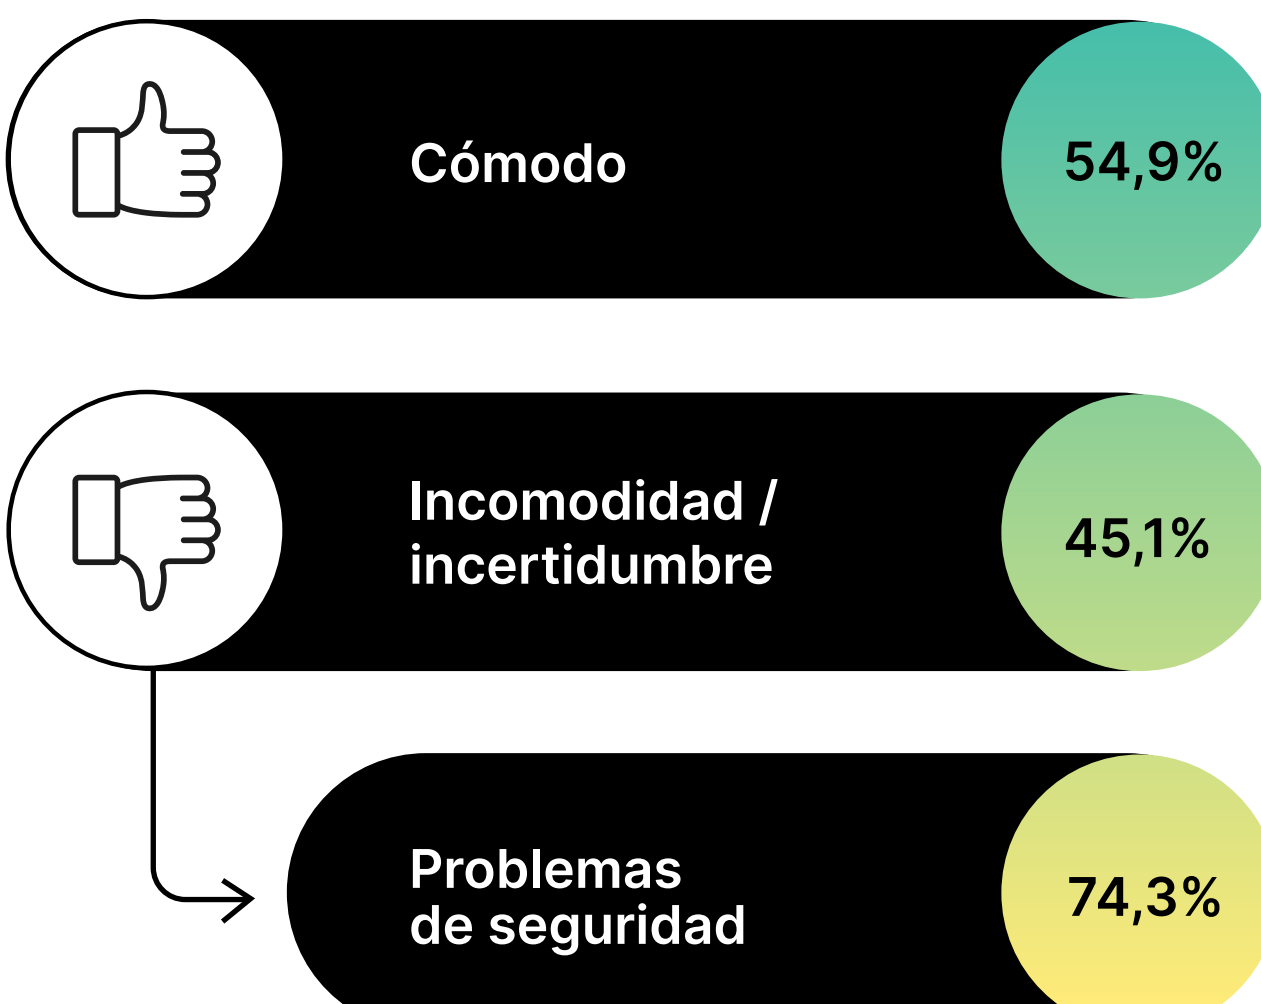 Cómodo
54,9%
Incomodidad /
incertidumbre
45,1%
Problemas
de seguridad
74,3%